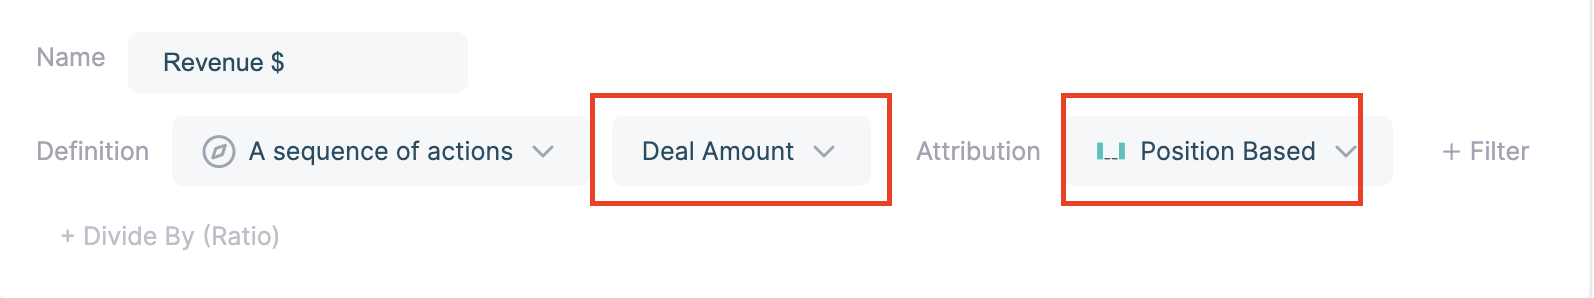 Name Revenue $
Definition A sequence of actions Deal Amount Attribution Position Based + Filter
+ Divide By (Ratio)